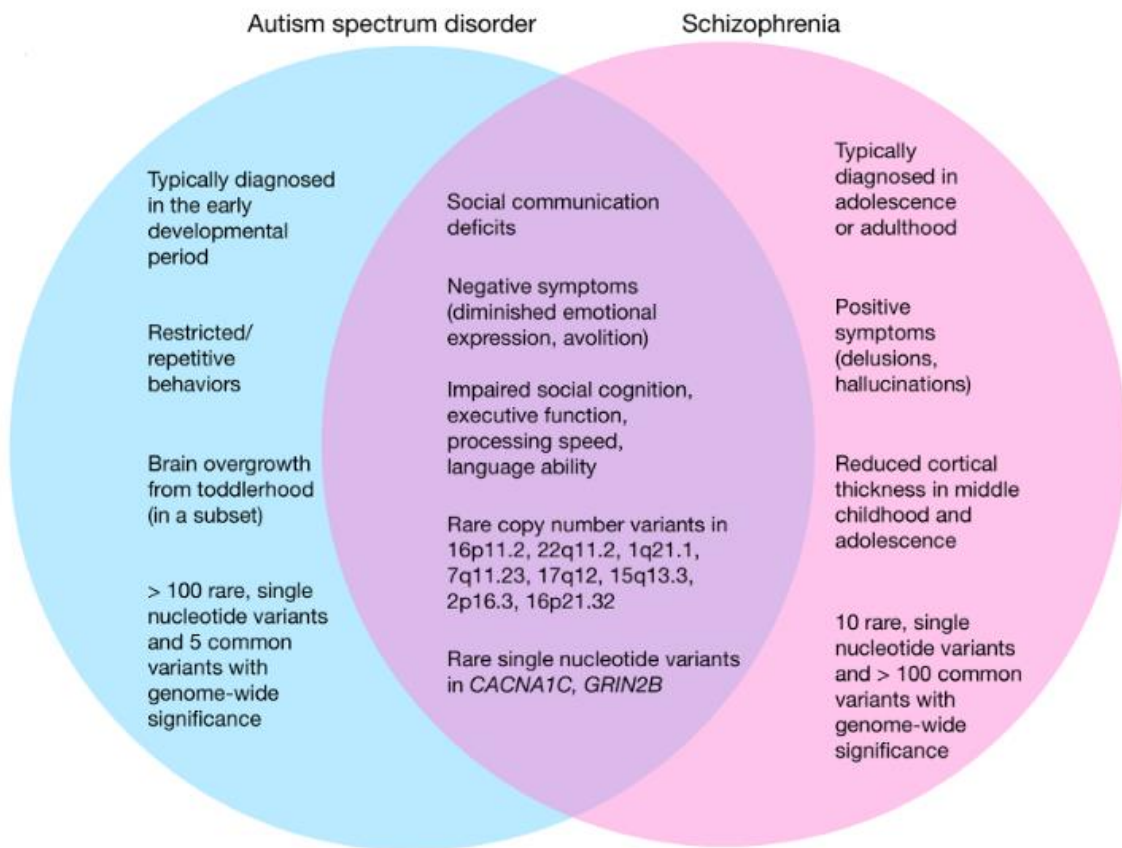 Autism spectrum disorder
Schizophrenia
Typically diagnosed
in the early
developmental
period
Restricted/
repetitive
behaviors
Brain overgrowth
from toddlerhood
(in a subset)
> 100 rare, single
nucleotide variants
and 5 common
variants with
genome-wide
significance
Social communication
deficits
Negative symptoms
(diminished emotional
expression, avolition)
Impaired social cognition,
executive function,
processing speed,
language ability
Rare copy number variants in
16p11.2, 22q11.2, 1q21.1,
7q11.23, 17q12, 15q13.3,
2p16.3, 16p21.32
Rare single nucleotide variants
in CACNA1C, GRIN2B
Typically
diagnosed in
adolescence
or adulthood
Positive
symptoms
(delusions,
hallucinations)
Reduced cortical
thickness in middle
childhood and
adolescence
10 rare, single
nucleotide variants
and > 100 common
variants with
genome-wide
significance